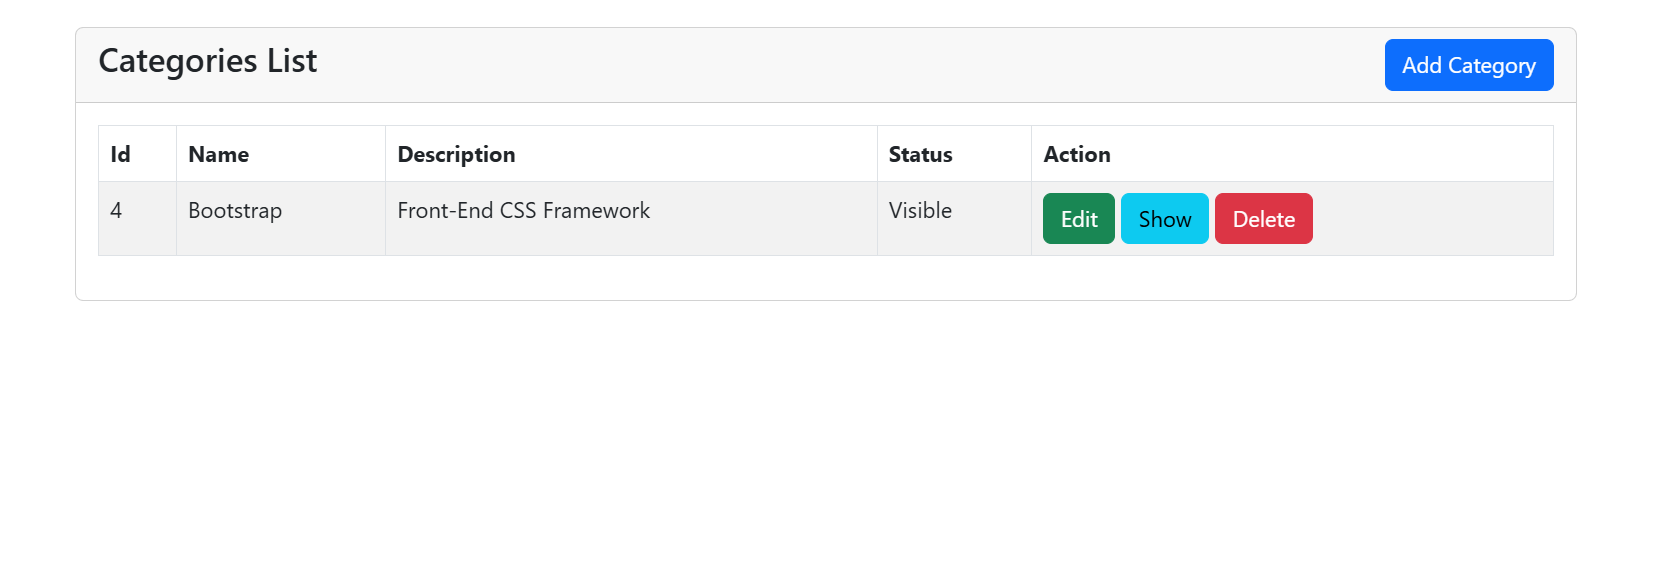 Categories List
Add Category
Id Name Description Status Action
4 Bootstrap Front-End CSS Framework Visible Edit Show Delete